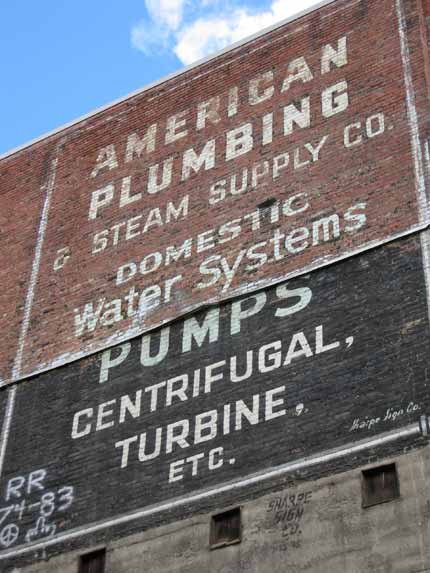 AMERICAN
PLUMBING
& STEAM SUPPLY CO.
DOMESTIC
Water Systems
PUMPS
CENTRIFUGAL,
TURBINE,
ETC.
Sharpe Sign Co.
RR
74-83
SHARPE
SIGN
CO.